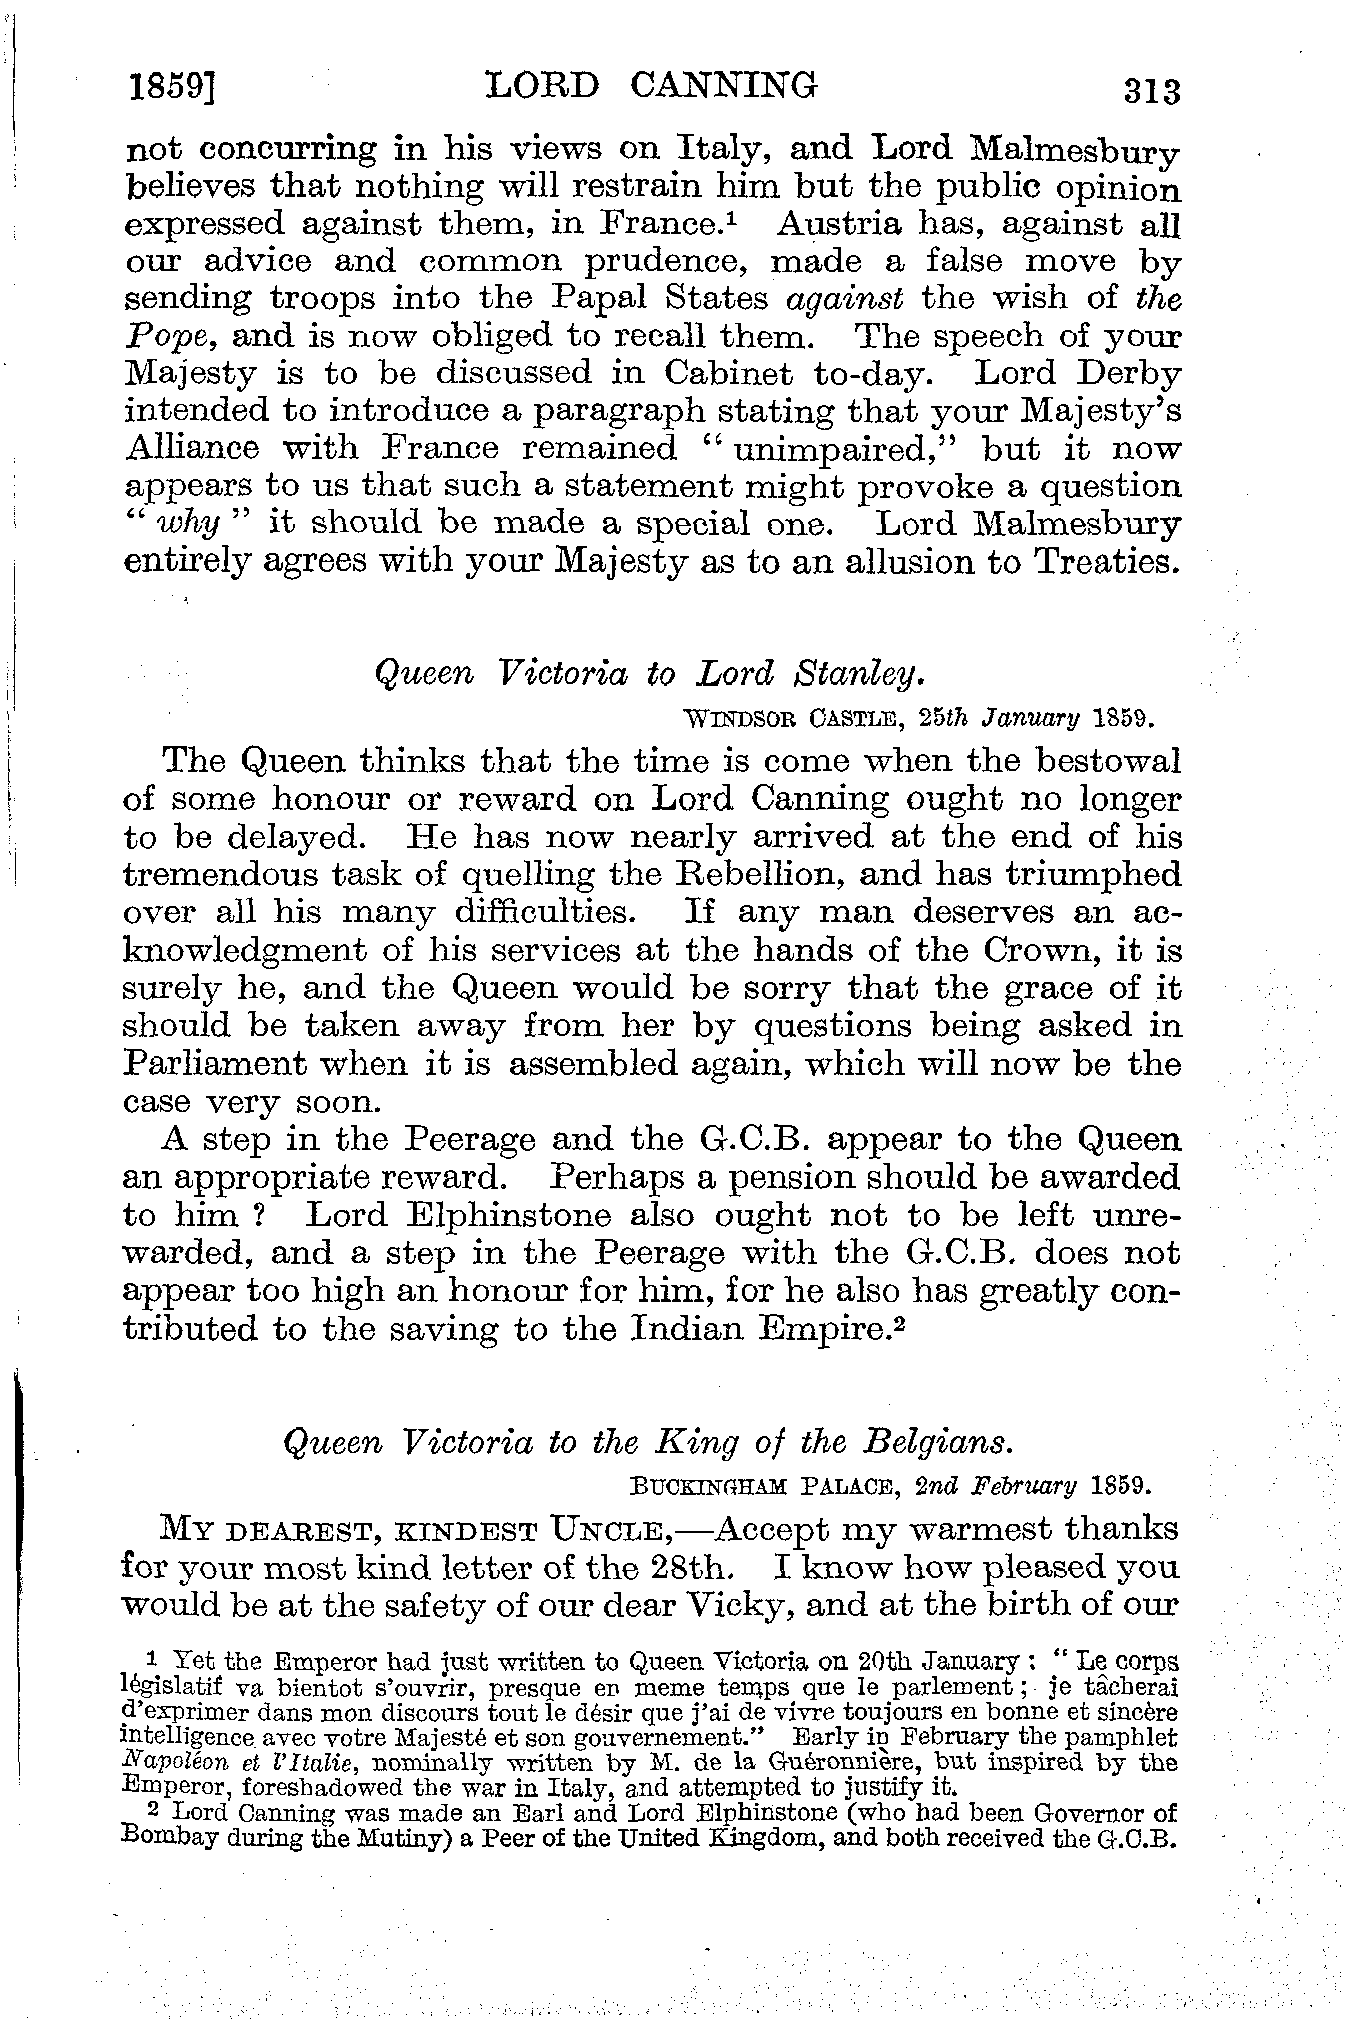 1859] LORD CANNING 313
not concurring in his views on Italy, and Lord Malmesbury
believes that nothing will restrain him but the public opinion
expressed against them, in France.¹ Austria has, against all
our advice and common prudence, made a false move by
sending troops into the Papal States against the wish of the
Pope, and is now obliged to recall them. The speech of your
Majesty is to be discussed in Cabinet to-day. Lord Derby
intended to introduce a paragraph stating that your Majesty's
Alliance with France remained “ unimpaired,” but it now
appears to us that such a statement might provoke a question
“ why ” it should be made a special one. Lord Malmesbury
entirely agrees with your Majesty as to an allusion to Treaties.
Queen Victoria to Lord Stanley.
WINDSOR CASTLE, 25th January 1859.
The Queen thinks that the time is come when the bestowal
of some honour or reward on Lord Canning ought no longer
to be delayed. He has now nearly arrived at the end of his
tremendous task of quelling the Rebellion, and has triumphed
over all his many difficulties. If any man deserves an ac-
knowledgment of his services at the hands of the Crown, it is
surely he, and the Queen would be sorry that the grace of it
should be taken away from her by questions being asked in
Parliament when it is assembled again, which will now be the
case very soon.
A step in the Peerage and the G.C.B. appear to the Queen
an appropriate reward. Perhaps a pension should be awarded
to him ? Lord Elphinstone also ought not to be left unre-
warded, and a step in the Peerage with the G.C.B. does not
appear too high an honour for him, for he also has greatly con-
tributed to the saving to the Indian Empire.²
Queen Victoria to the King of the Belgians.
BUCKINGHAM PALACE, 2nd February 1859.
MY DEAREST, KINDEST UNCLE,—Accept my warmest thanks
for your most kind letter of the 28th. I know how pleased you
would be at the safety of our dear Vicky, and at the birth of our
1 Yet the Emperor had just written to Queen Victoria on 20th January : “ Le corps
législatif va bientot s'ouvrir, presque en meme temps que le parlement ; je tâcherai
d'exprimer dans mon discours tout le désir que j'ai de vivre toujours en bonne et sincère
intelligence avec votre Majesté et son gouvernement.” Early in February the pamphlet
Napoléon et l'Italie, nominally written by M. de la Guéronnière, but inspired by the
Emperor, foreshadowed the war in Italy, and attempted to justify it.
2 Lord Canning was made an Earl and Lord Elphinstone (who had been Governor of
Bombay during the Mutiny) a Peer of the United Kingdom, and both received the G.C.B.